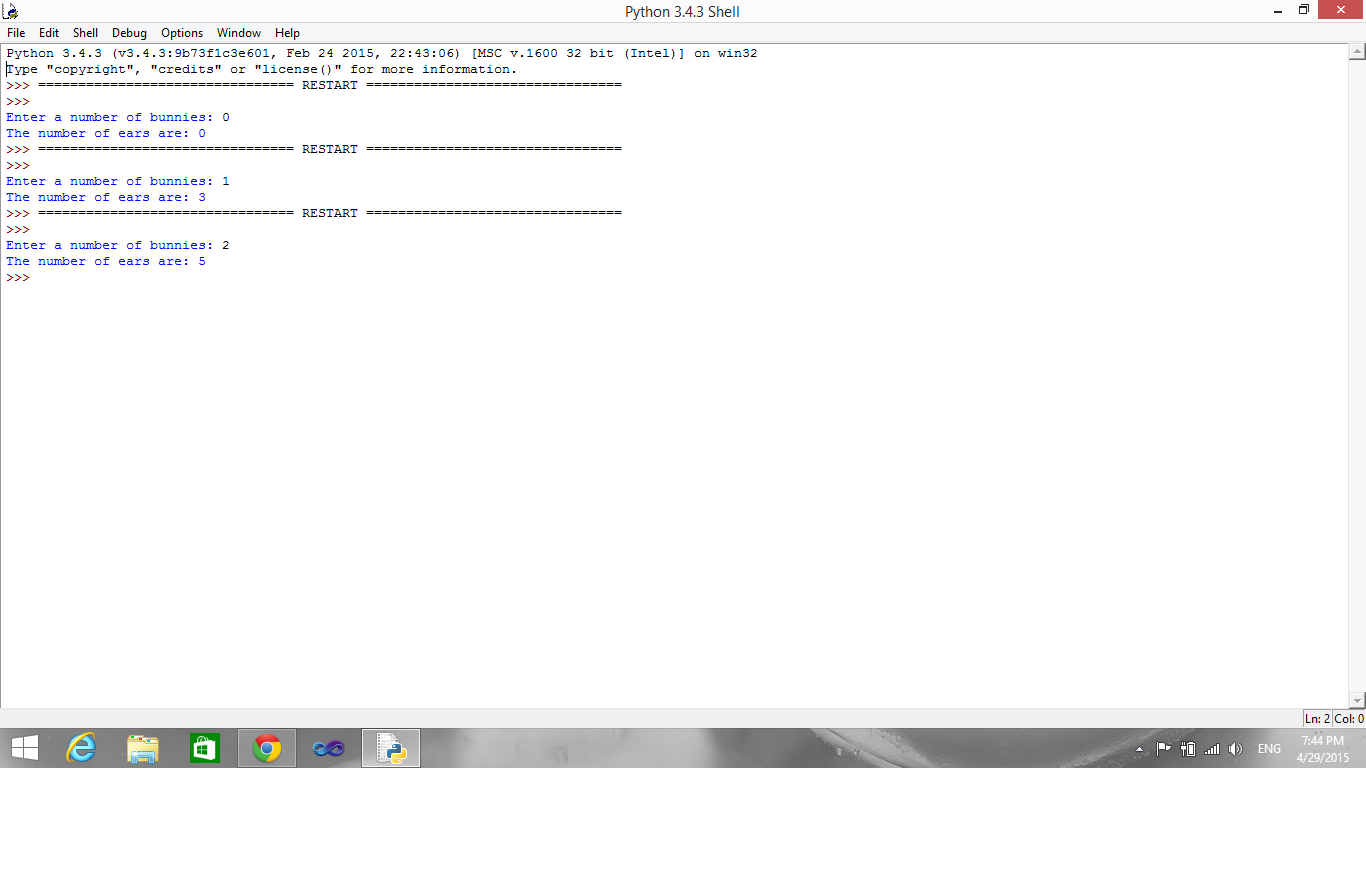 Python 3.4.3 Shell
File Edit Shell Debug Options Window Help
Python 3.4.3 (v3.4.3:9b73f1c3e601, Feb 24 2015, 22:43:06) [MSC v.1600 32 bit (Intel)] on win32
Type "copyright", "credits" or "license()" for more information.
>>> ================================ RESTART ================================
>>>
Enter a number of bunnies: 0
The number of ears are: 0
>>> ================================ RESTART ================================
>>>
Enter a number of bunnies: 1
The number of ears are: 3
>>> ================================ RESTART ================================
>>>
Enter a number of bunnies: 2
The number of ears are: 5
>>>
Ln: 2 Col: 0
ENG
7:44 PM
4/29/2015